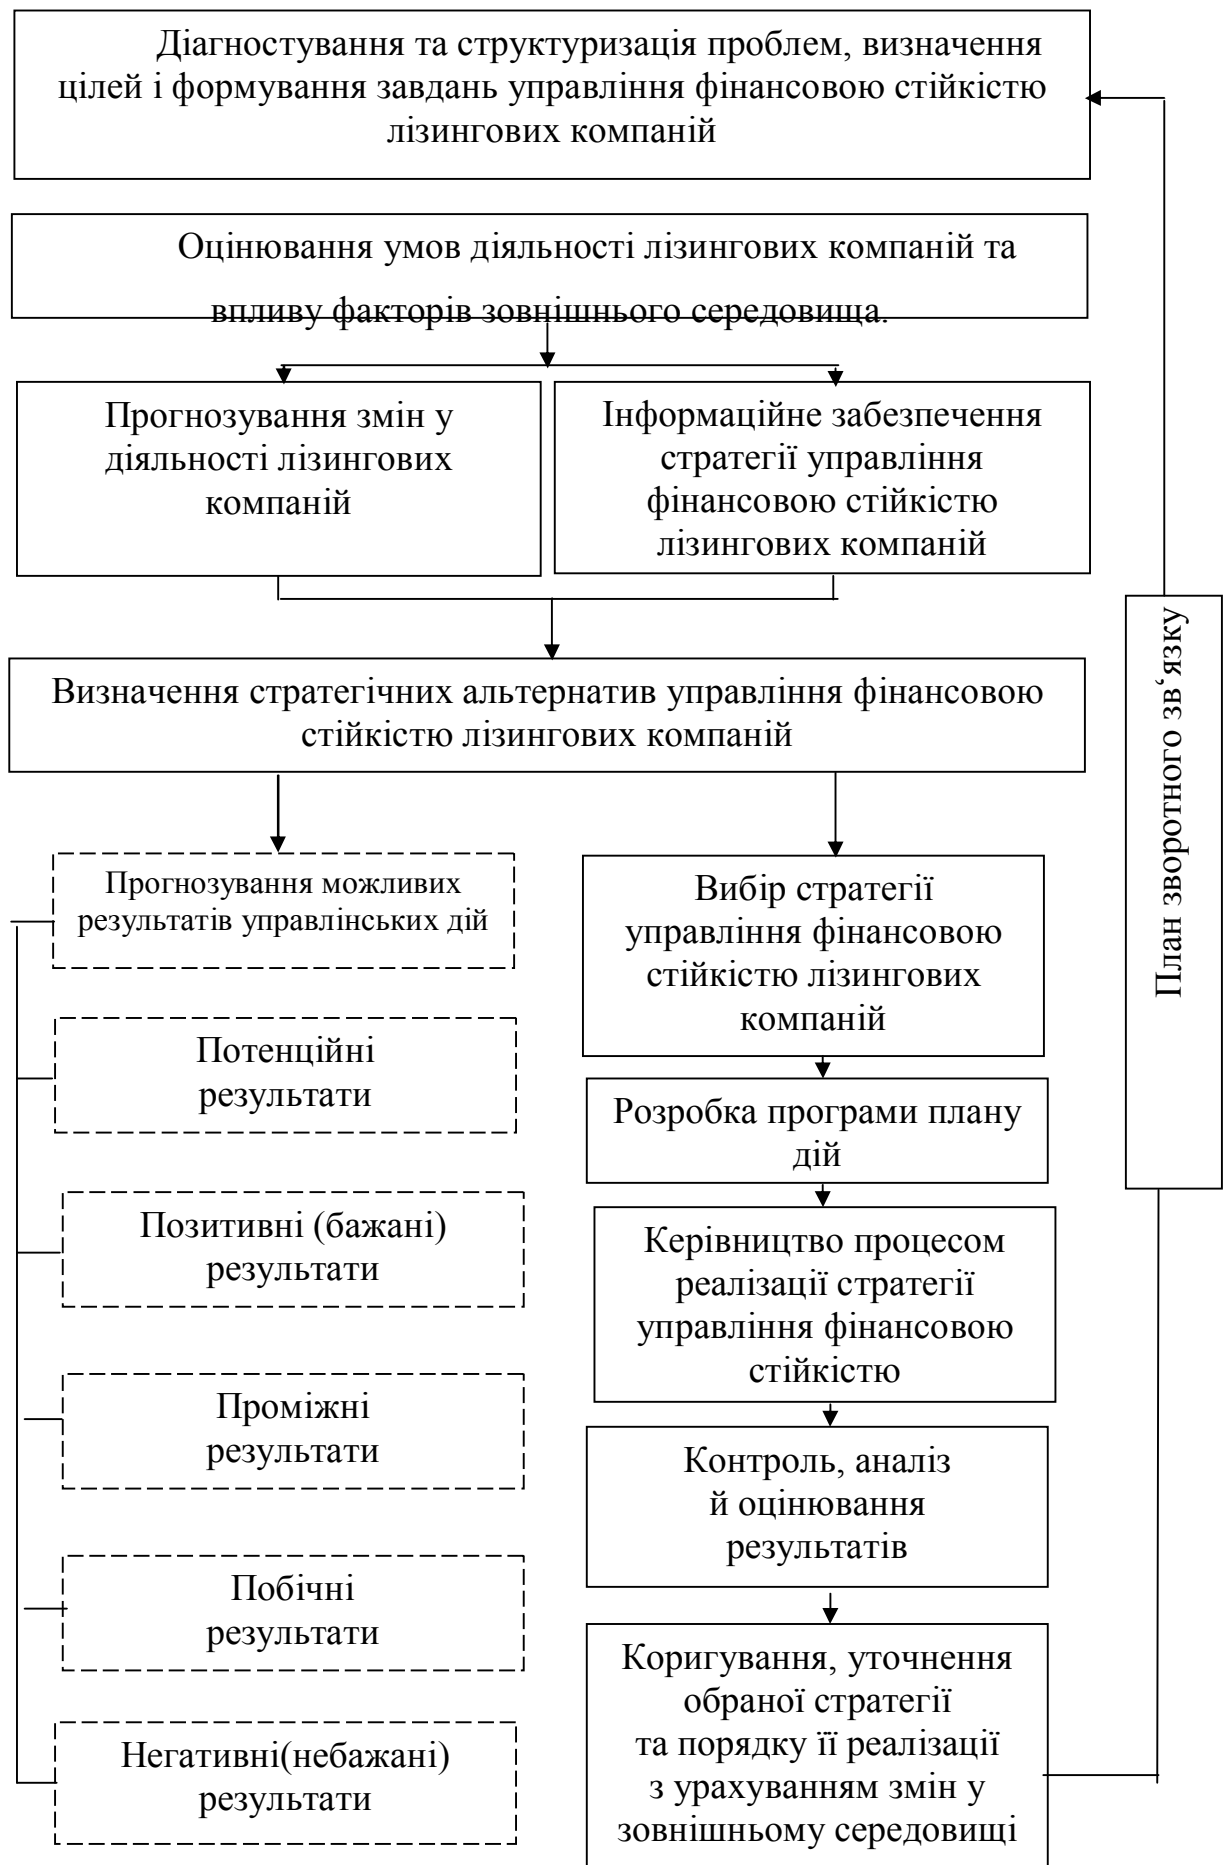 Діагностування та структуризація проблем, визначення
цілей і формування завдань управління фінансовою стійкістю
лізингових компаній
Оцінювання умов діяльності лізингових компаній та
впливу факторів зовнішнього середовища.
Прогнозування змін у
діяльності лізингових
компаній
Інформаційне забезпечення
стратегії управління
фінансовою стійкістю
лізингових компаній
Визначення стратегічних альтернатив управління фінансовою
стійкістю лізингових компаній
Прогнозування можливих
результатів управлінських дій
Потенційні
результати
Позитивні (бажані)
результати
Проміжні
результати
Побічні
результати
Негативні(небажані)
результати
Вибір стратегії
управління фінансовою
стійкістю лізингових
компаній
Розробка програми плану
дій
Керівництво процесом
реалізації стратегії
управління фінансовою
стійкістю
Контроль, аналіз
й оцінювання
результатів
Коригування, уточнення
обраної стратегії
та порядку її реалізації
з урахуванням змін у
зовнішньому середовищі
План зворотного зв‘язку